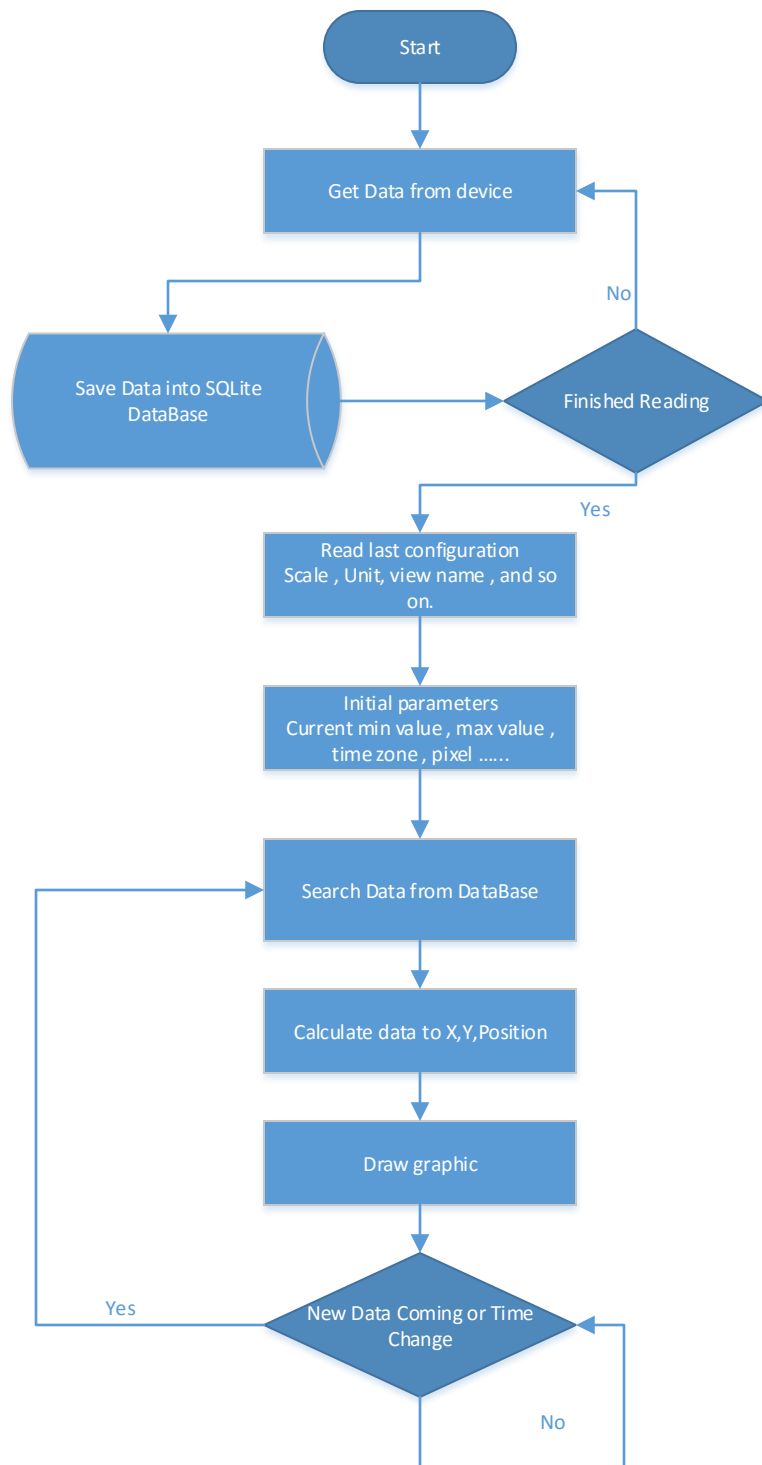 Start
Get Data from device
No
Save Data into SQLite
DataBase
Finished Reading
Yes
Read last configuration
Scale , Unit, view name , and so
on.
Initial parameters
Current min value , max value ,
time zone , pixel ......
Search Data from DataBase
Calculate data to X,Y,Position
Draw graphic
Yes
New Data Coming or Time
Change
No